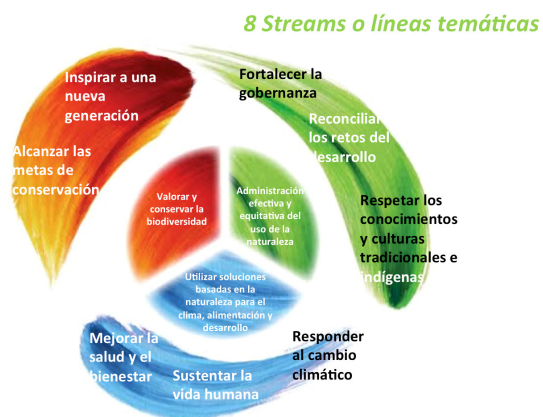 8 Streams o líneas temáticas
Inspirar a una
nueva
generación
Alcanzar las
metas de
conservación
Fortalecer la
gobernanza
Reconciliar
los retos del
desarrollo
Respetar los
conocimientos
y culturas
tradicionales e
indígenas
Valorar y
conservar la
biodiversidad
Administración
efectiva y
equitativa del
uso de la
naturaleza
Utilizar soluciones
basadas en la
naturaleza para el
clima, alimentación y
desarrollo
Mejorar la
salud y el
bienestar
Sustentar la
vida humana
Responder
al cambio
climático